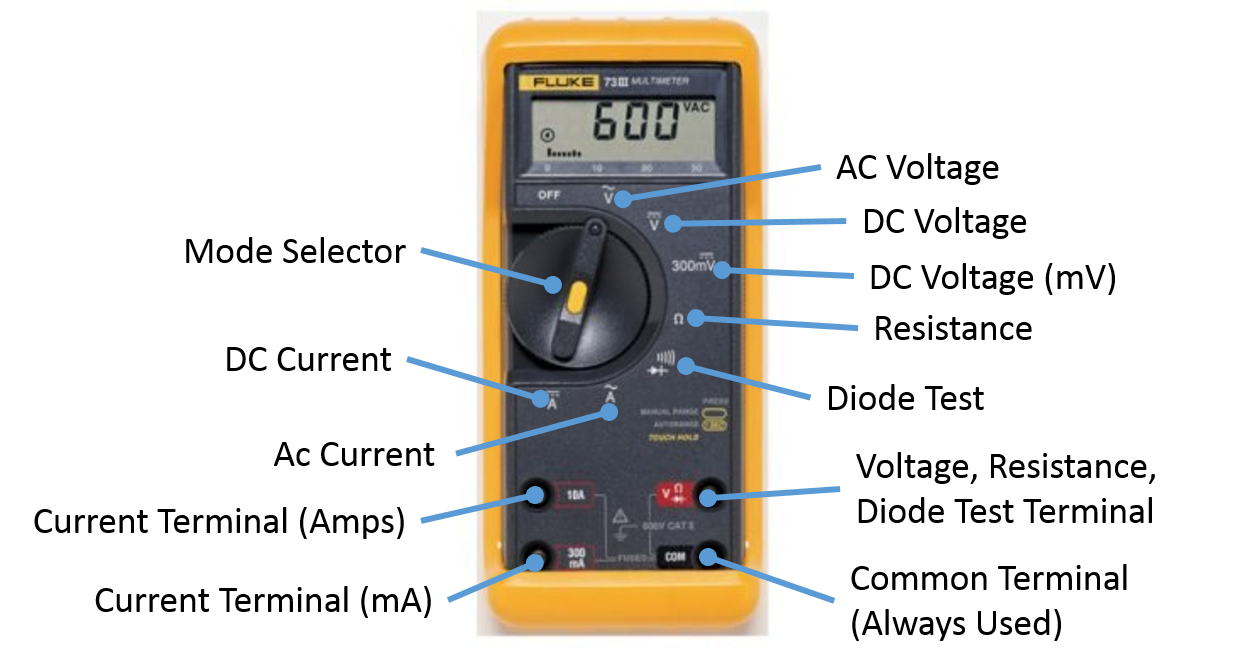 FLUKE 73III MULTIMETER
600 VAC
0 10 20 30
OFF
V
V
300mV
Ω
A
A
PRESS
MANUAL RANGE
AUTORANGE
TOUCH HOLD
10A
V Ω
600V CAT II
300
mA
FUSED
COM
AC Voltage
DC Voltage
DC Voltage (mV)
Resistance
Diode Test
Voltage, Resistance,
Diode Test Terminal
Common Terminal
(Always Used)
Mode Selector
DC Current
Ac Current
Current Terminal (Amps)
Current Terminal (mA)